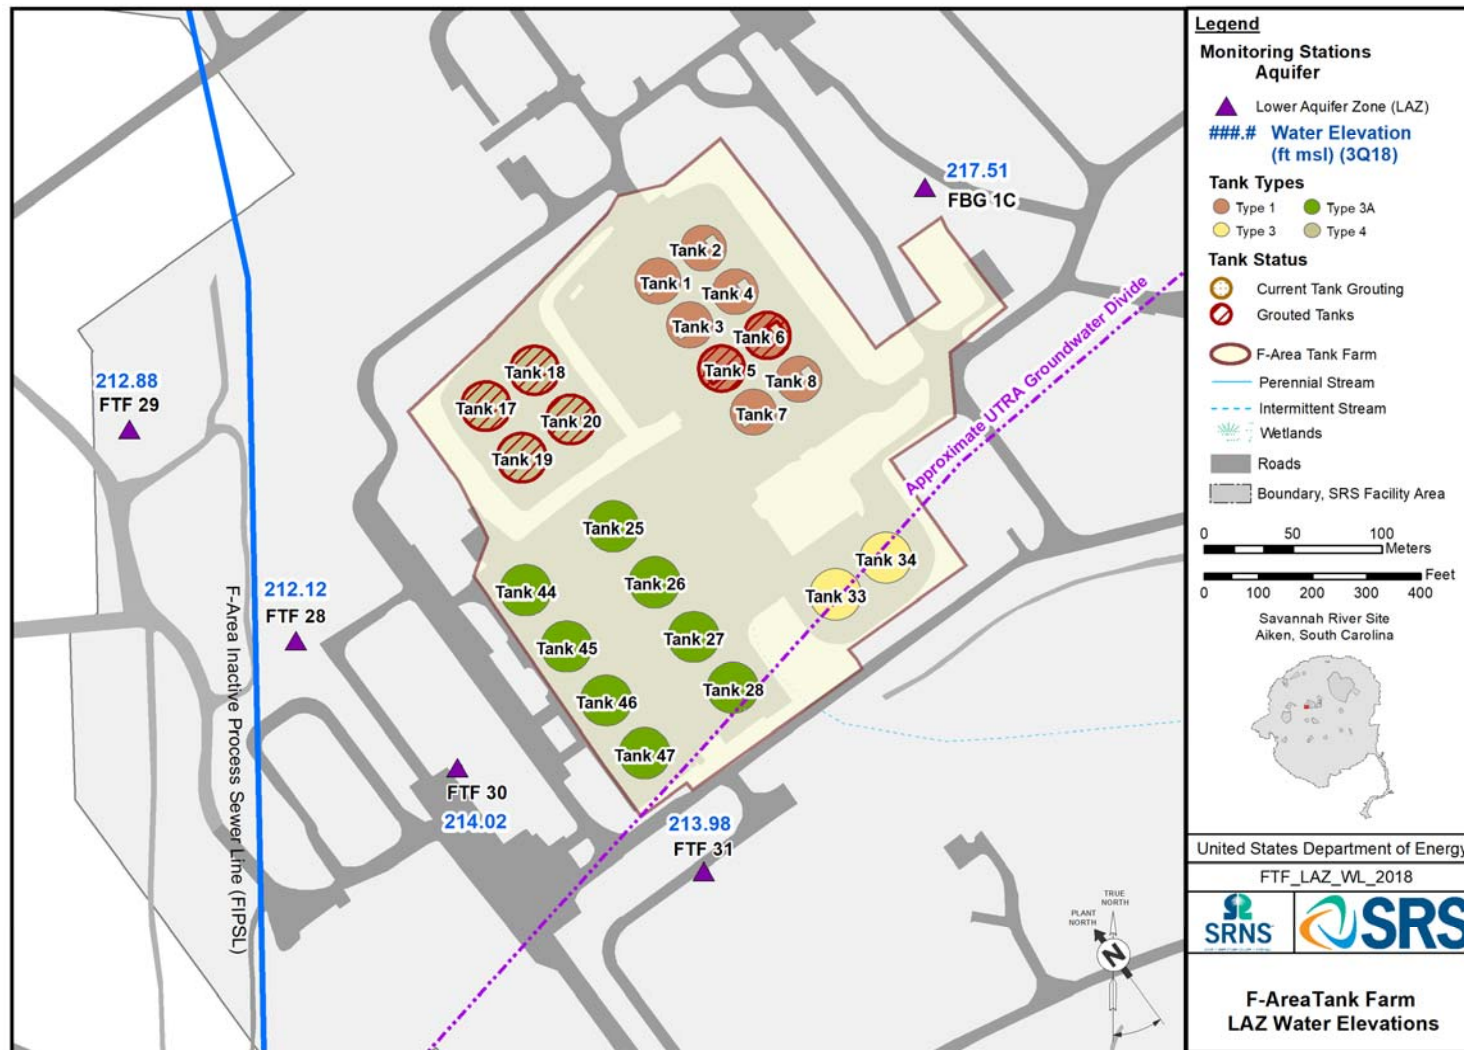 217.51
FBG 1C
Tank 2
Tank 1
Tank 4
Tank 3
Tank 6
Tank 5
Tank 8
Tank 7
Approximate UTRA Groundwater Divide
Tank 18
Tank 17
Tank 20
Tank 19
212.88
FTF 29
Tank 25
Tank 34
Tank 26
Tank 44
Tank 33
212.12
FTF 28
Tank 27
Tank 45
Tank 28
Tank 46
Tank 47
F-Area Inactive Process Sewer Line (FIPSL)
FTF 30
214.02
213.98
FTF 31
TRUE
NORTH
PLANT
NORTH
N
Legend
Monitoring Stations
Aquifer
Lower Aquifer Zone (LAZ)
###.# Water Elevation
(ft msl) (3Q18)
Tank Types
Type 1 Type 3A
Type 3 Type 4
Tank Status
Current Tank Grouting
Grouted Tanks
F-Area Tank Farm
Perennial Stream
Intermittent Stream
Wetlands
Roads
Boundary, SRS Facility Area
0 50 100
Meters
Feet
0 100 200 300 400
Savannah River Site
Aiken, South Carolina
United States Department of Energy
FTF_LAZ_WL_2018
SRNS
SRS
F-AreaTank Farm
LAZ Water Elevations